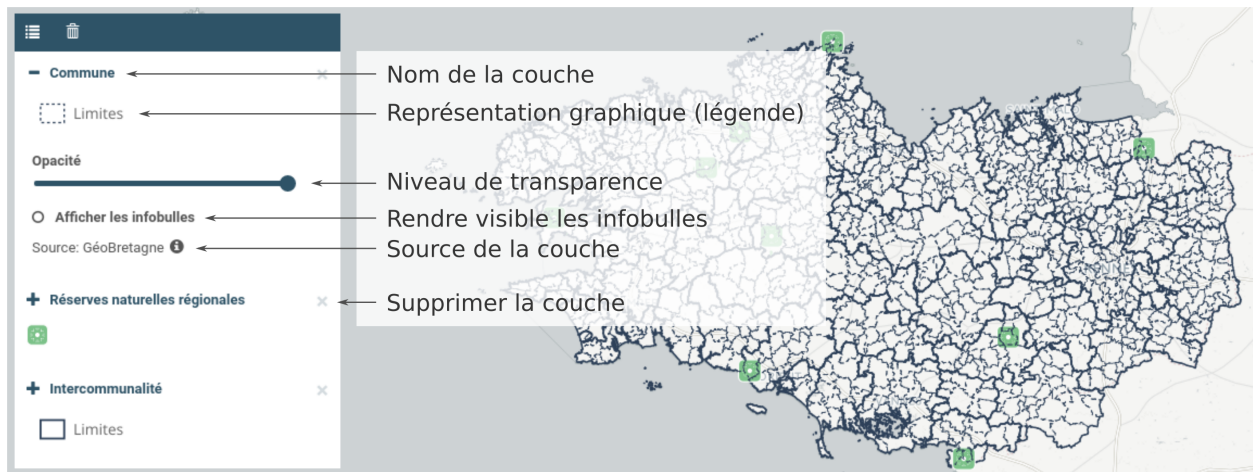 Commune
Nom de la couche
Limites
Représentation graphique (légende)
Opacité
Niveau de transparence
Afficher les infobulles
Rendre visible les infobulles
Source: GéoBretagne
Source de la couche
Réserves naturelles régionales
Supprimer la couche
Intercommunalité
Limites